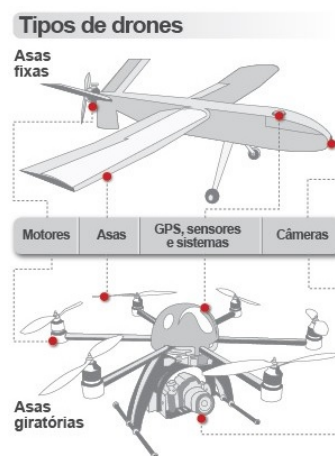 Tipos de drones
Asas
fixas
Motores
Asas
GPS, sensores
e sistemas
Câmeras
Asas
giratórias